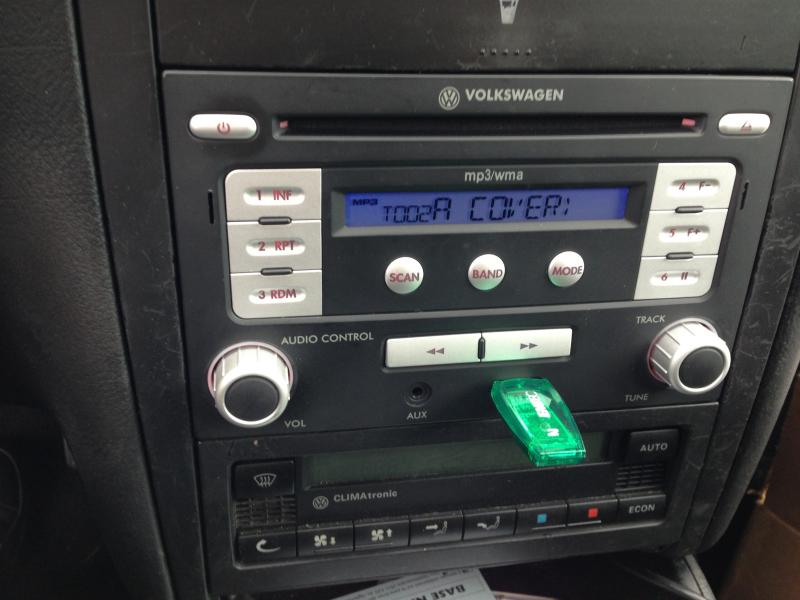 VOLKSWAGEN
mp3/wma
1 INF
4 F-
MP3 T002A COVER:
2 RPT
5 F+
3 RDM
SCAN
BAND
MODE
6 II
AUDIO CONTROL
TRACK
VOL
AUX
TUNE
AUTO
CLIMAtronic
ECON